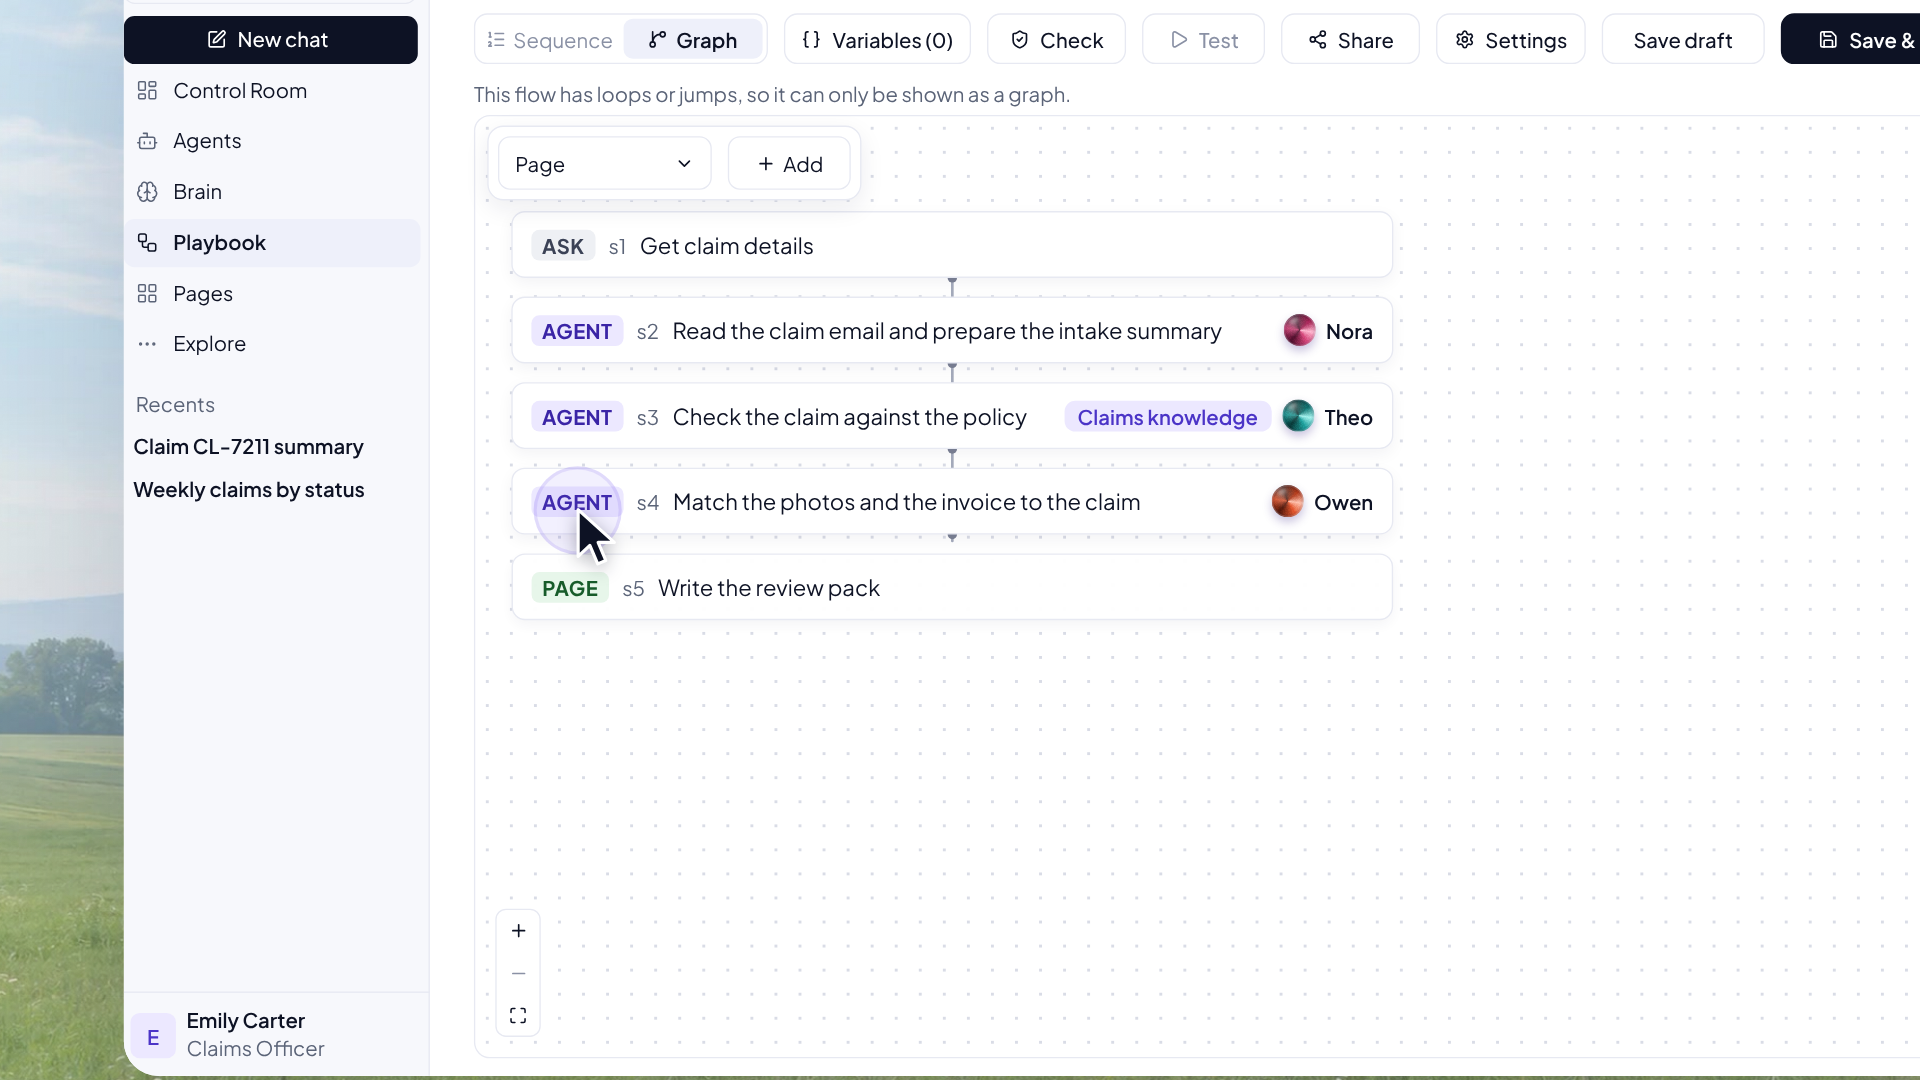 New chat
Control Room
Agents
Brain
Playbook
Pages
Explore
Recents
Claim CL-7211 summary
Weekly claims by status
E
Emily Carter
Claims Officer
Sequence
Graph
Variables (0)
Check
Test
Share
Settings
Save draft
Save &
This flow has loops or jumps, so it can only be shown as a graph.
Page
Add
ASK s1 Get claim details
AGENT s2 Read the claim email and prepare the intake summary Nora
AGENT s3 Check the claim against the policy Claims knowledge Theo
AGENT s4 Match the photos and the invoice to the claim Owen
PAGE s5 Write the review pack